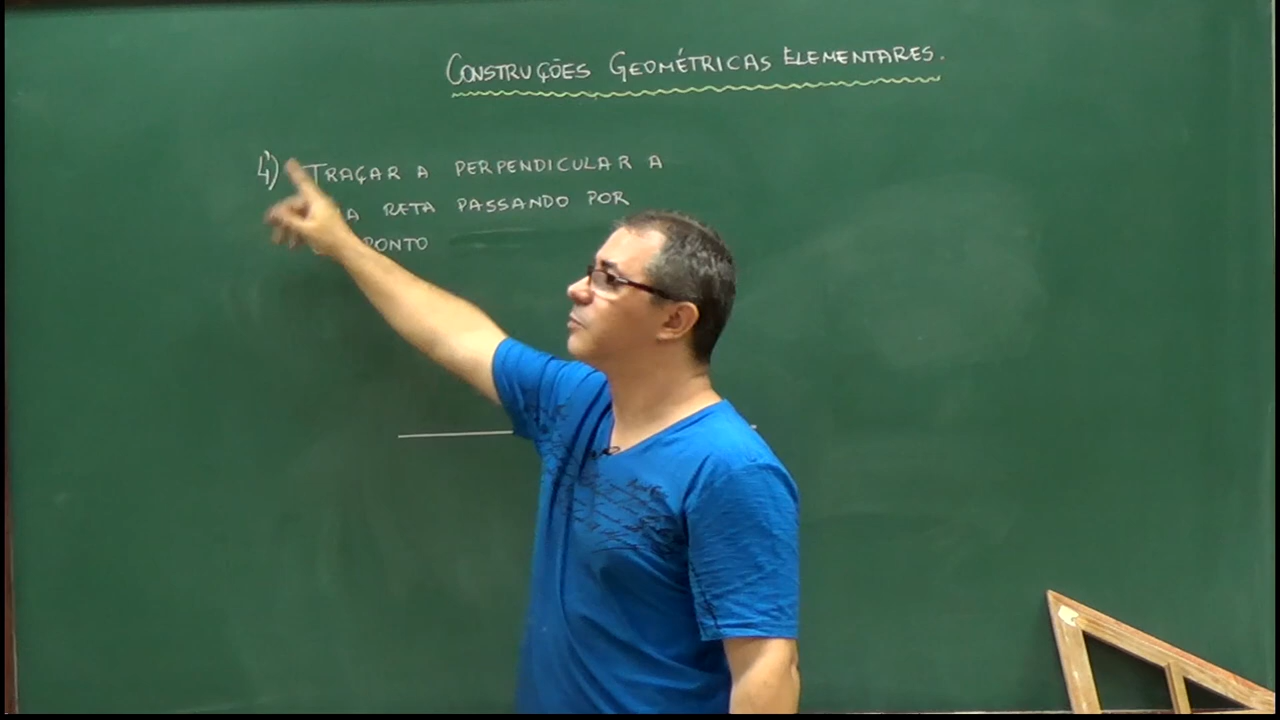 CONSTRUÇÕES GEOMÉTRICAS ELEMENTARES.
4) TRAÇAR A PERPENDICULAR A
RETA PASSANDO POR
PONTO